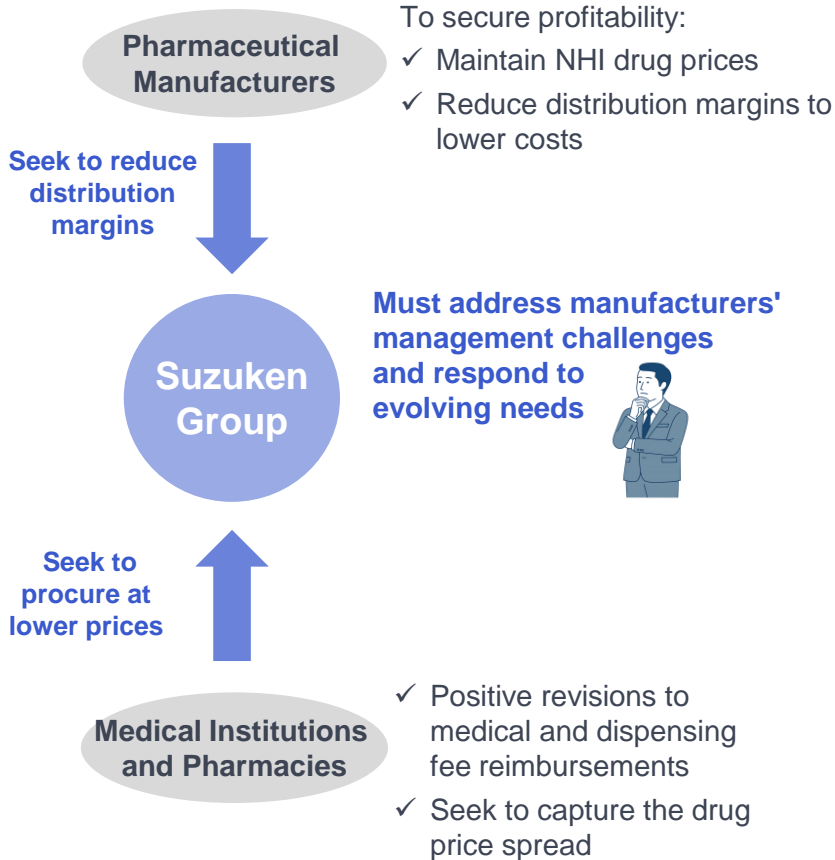 Pharmaceutical
Manufacturers
To secure profitability:
✓ Maintain NHI drug prices
✓ Reduce distribution margins to
lower costs
Seek to reduce
distribution
margins
Suzuken
Group
Must address manufacturers'
management challenges
and respond to
evolving needs
Seek to
procure at
lower prices
Medical Institutions
and Pharmacies
✓ Positive revisions to
medical and dispensing
fee reimbursements
✓ Seek to capture the drug
price spread